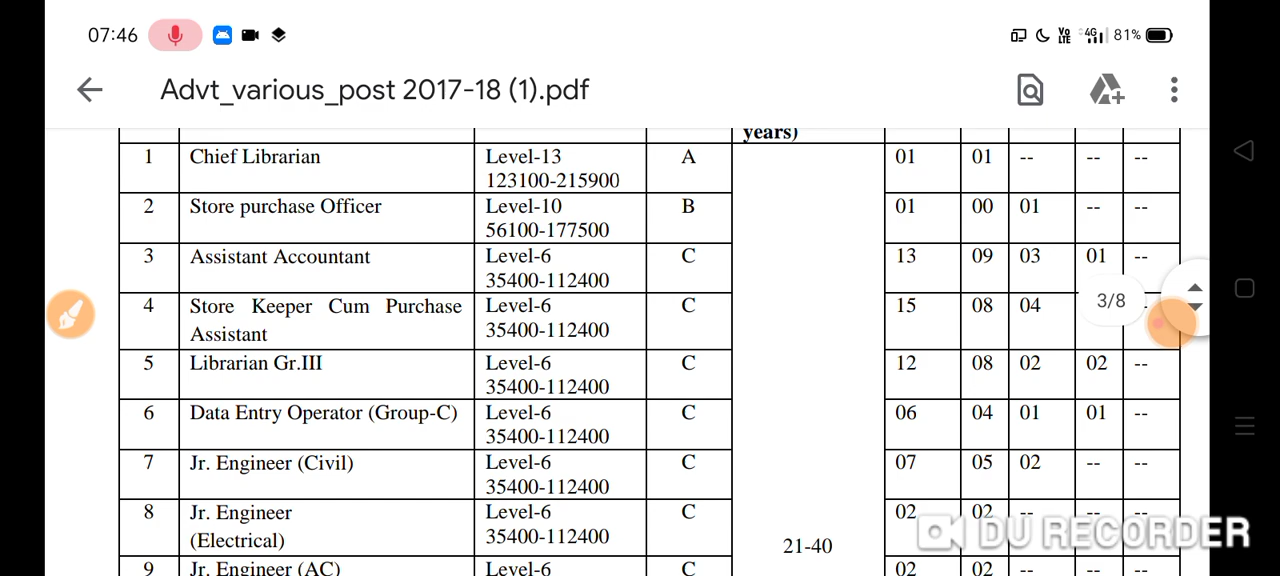 07:46
VoLTE 4G 81%
Advt_various_post 2017-18 (1).pdf
years)
1 Chief Librarian Level-13 A 01 01 -- -- --
123100-215900
2 Store purchase Officer Level-10 B 01 00 01 -- --
56100-177500
3 Assistant Accountant Level-6 C 13 09 03 01 --
35400-112400
4 Store Keeper Cum Purchase Level-6 C 15 08 04
Assistant 35400-112400
3/8
5 Librarian Gr.III Level-6 C 12 08 02 02 --
35400-112400
6 Data Entry Operator (Group-C) Level-6 C 06 04 01 01 --
35400-112400
7 Jr. Engineer (Civil) Level-6 C 07 05 02 -- --
35400-112400
8 Jr. Engineer Level-6 C 02 02 -- -- --
(Electrical) 35400-112400
21-40
DU RECORDER
9 Jr. Engineer (AC) Level-6 C 02 02 -- -- --